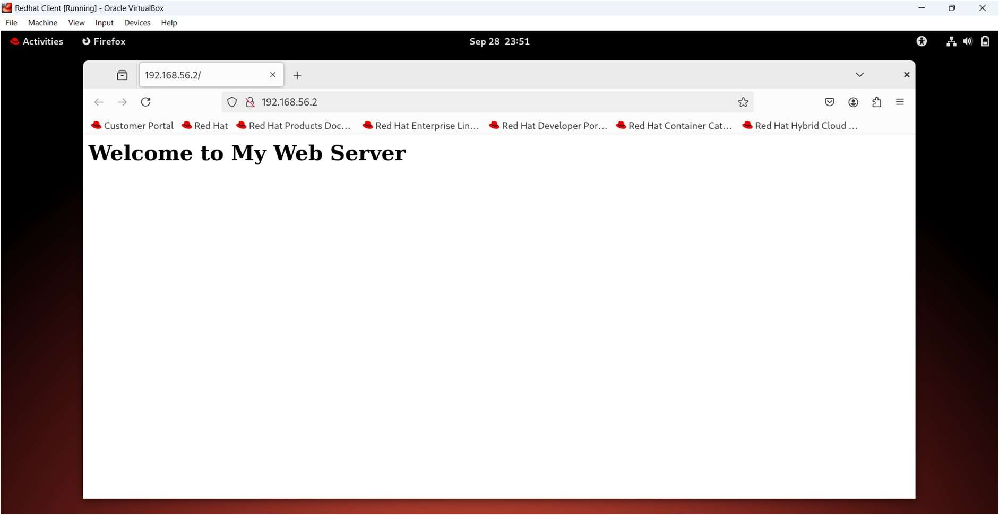 Redhat Client [Running] - Oracle VirtualBox
File Machine View Input Devices Help
Activities Firefox Sep 28 23:51
192.168.56.2/
192.168.56.2
Customer Portal Red Hat Red Hat Products Doc... Red Hat Enterprise Lin... Red Hat Developer Por... Red Hat Container Cat... Red Hat Hybrid Cloud ...
Welcome to My Web Server